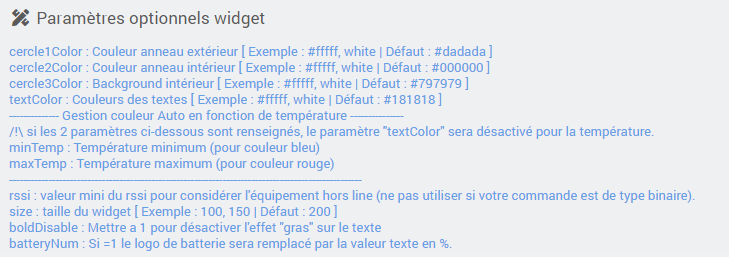 Paramètres optionnels widget
cercle1Color : Couleur anneau extérieur [ Exemple : #fffff, white | Défaut : #dadada ]
cercle2Color : Couleur anneau intérieur [ Exemple : #fffff, white | Défaut : #000000 ]
cercle3Color : Background intérieur [ Exemple : #fffff, white | Défaut : #797979 ]
textColor : Couleurs des textes [ Exemple : #fffff, white | Défaut : #181818 ]
-------------- Gestion couleur Auto en fonction de température ---------------
/!\ si les 2 paramètres ci-dessous sont renseignés, le paramètre "textColor" sera désactivé pour la température.
minTemp : Température minimum (pour couleur bleu)
maxTemp : Température maximum (pour couleur rouge)
----------------------------------------------------------------------------------------------------
rssi : valeur mini du rssi pour considérer l'équipement hors line (ne pas utiliser si votre commande est de type binaire).
size : taille du widget [ Exemple : 100, 150 | Défaut : 200 ]
boldDisable : Mettre a 1 pour désactiver l'effet "gras" sur le texte
batteryNum : Si =1 le logo de batterie sera remplacé par la valeur texte en %.